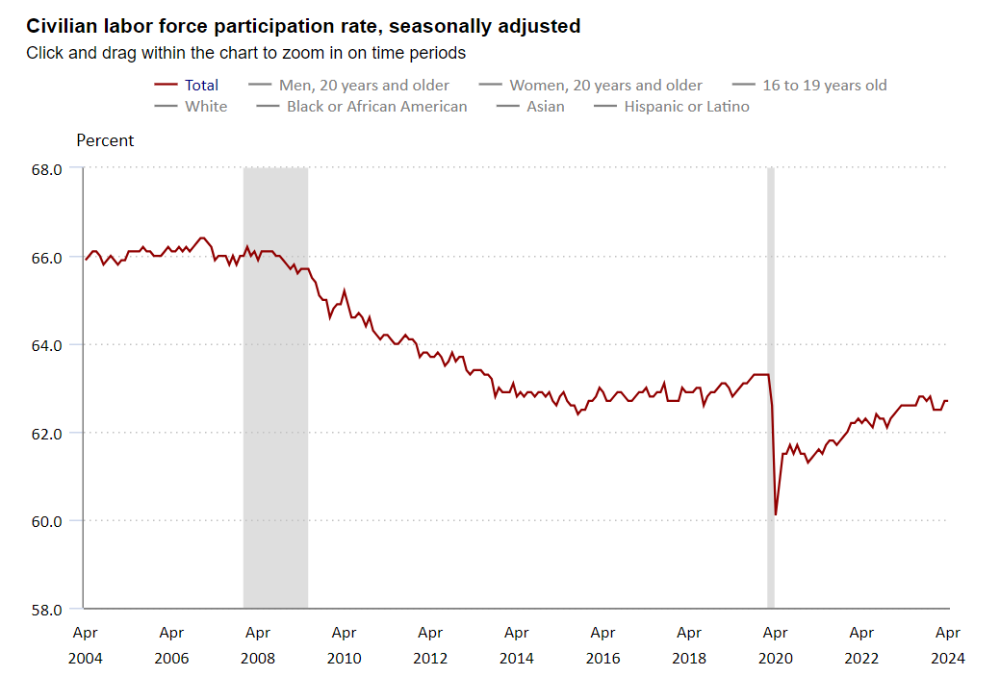 Civilian labor force participation rate, seasonally adjusted
Click and drag within the chart to zoom in on time periods
Total Men, 20 years and older Women, 20 years and older 16 to 19 years old
White Black or African American Asian Hispanic or Latino
Percent
68.0
66.0
64.0
62.0
60.0
58.0
Apr Apr Apr Apr Apr Apr Apr Apr Apr Apr Apr
2004 2006 2008 2010 2012 2014 2016 2018 2020 2022 2024